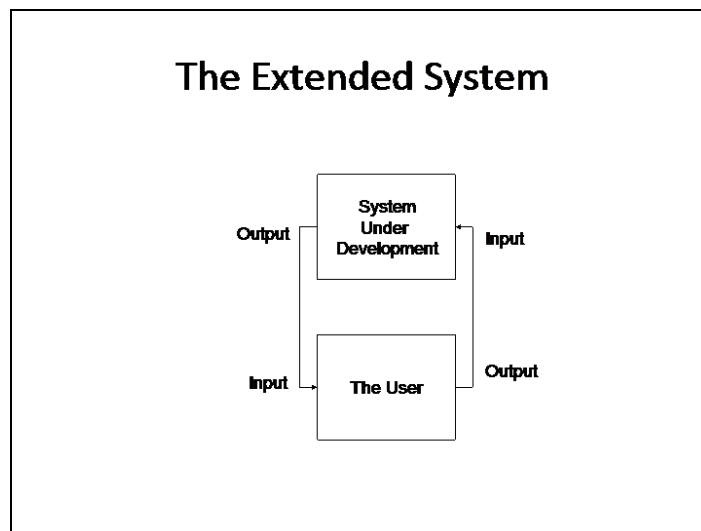 The Extended System
System
Under
Development
Output
Input
Input
The User
Output